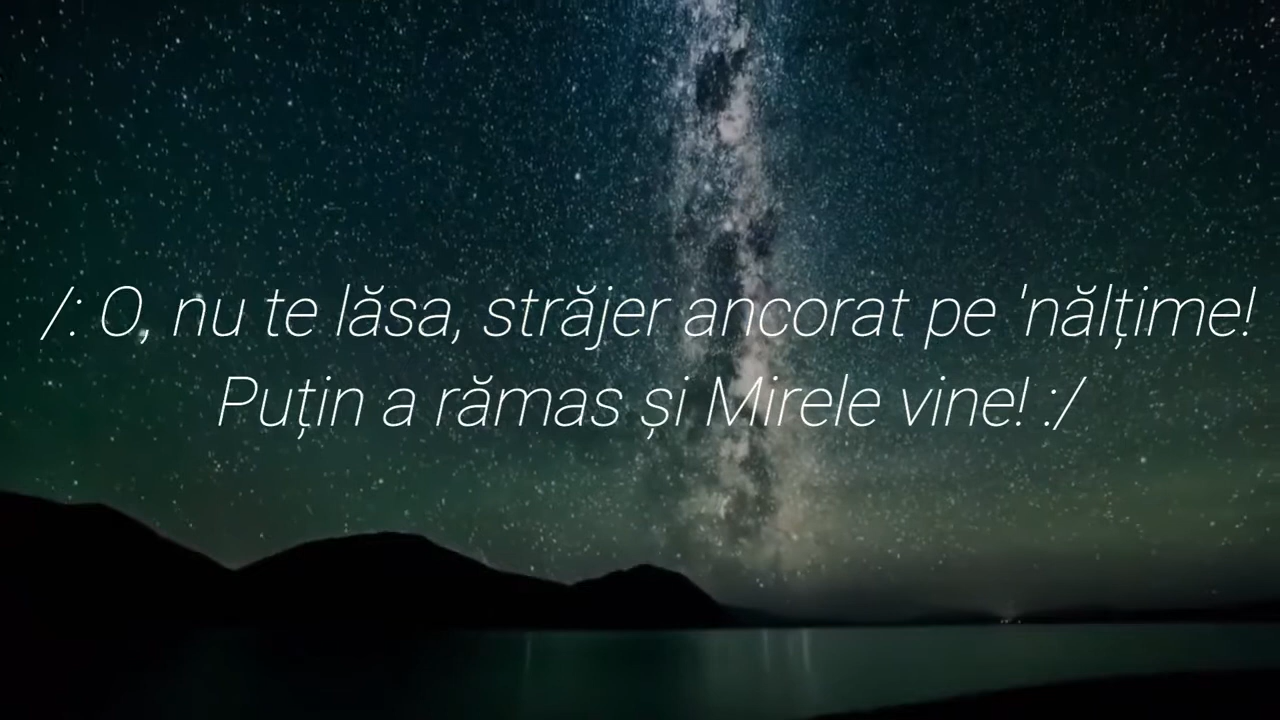 /: O, nu te lăsa, străjer ancorat pe 'nălțime!
Puțin a rămas și Mirele vine! :/